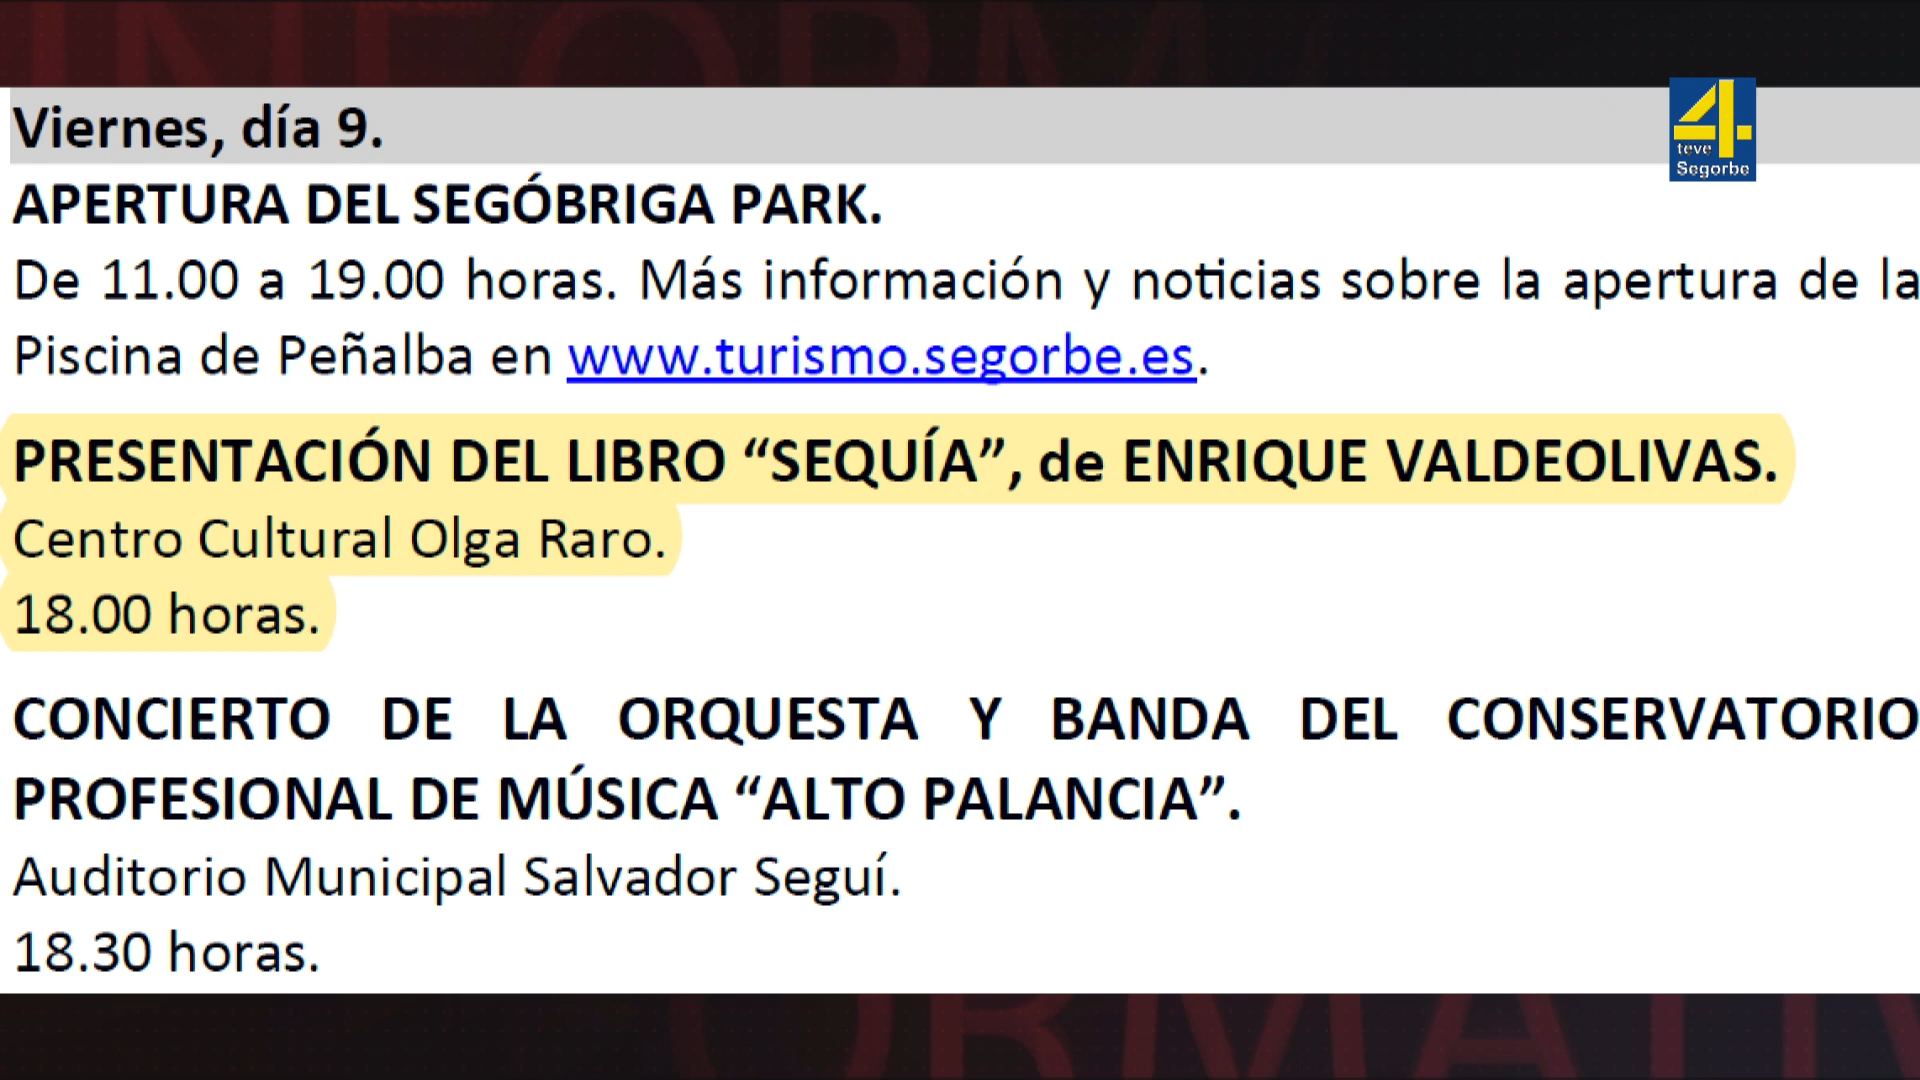 INFORMA
Viernes, día 9.
4
teve
Segorbe
APERTURA DEL SEGÓBRIGA PARK.
De 11.00 a 19.00 horas. Más información y noticias sobre la apertura de la
Piscina de Peñalba en www.turismo.segorbe.es.
PRESENTACIÓN DEL LIBRO “SEQUÍA”, de ENRIQUE VALDEOLIVAS.
Centro Cultural Olga Raro.
18.00 horas.
CONCIERTO DE LA ORQUESTA Y BANDA DEL CONSERVATORIO
PROFESIONAL DE MÚSICA “ALTO PALANCIA”.
Auditorio Municipal Salvador Seguí.
18.30 horas.
ORMATIV